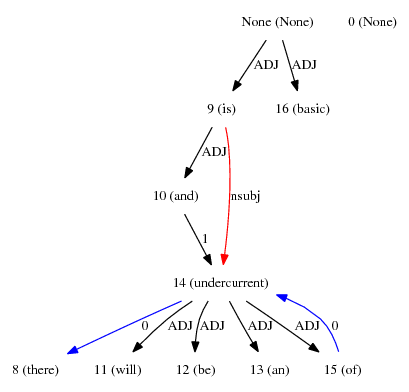 None (None) 0 (None)
ADJ ADJ
9 (is) 16 (basic)
ADJ
10 (and) nsubj
1
14 (undercurrent)
0 ADJ ADJ ADJ ADJ 0
8 (there) 11 (will) 12 (be) 13 (an) 15 (of)